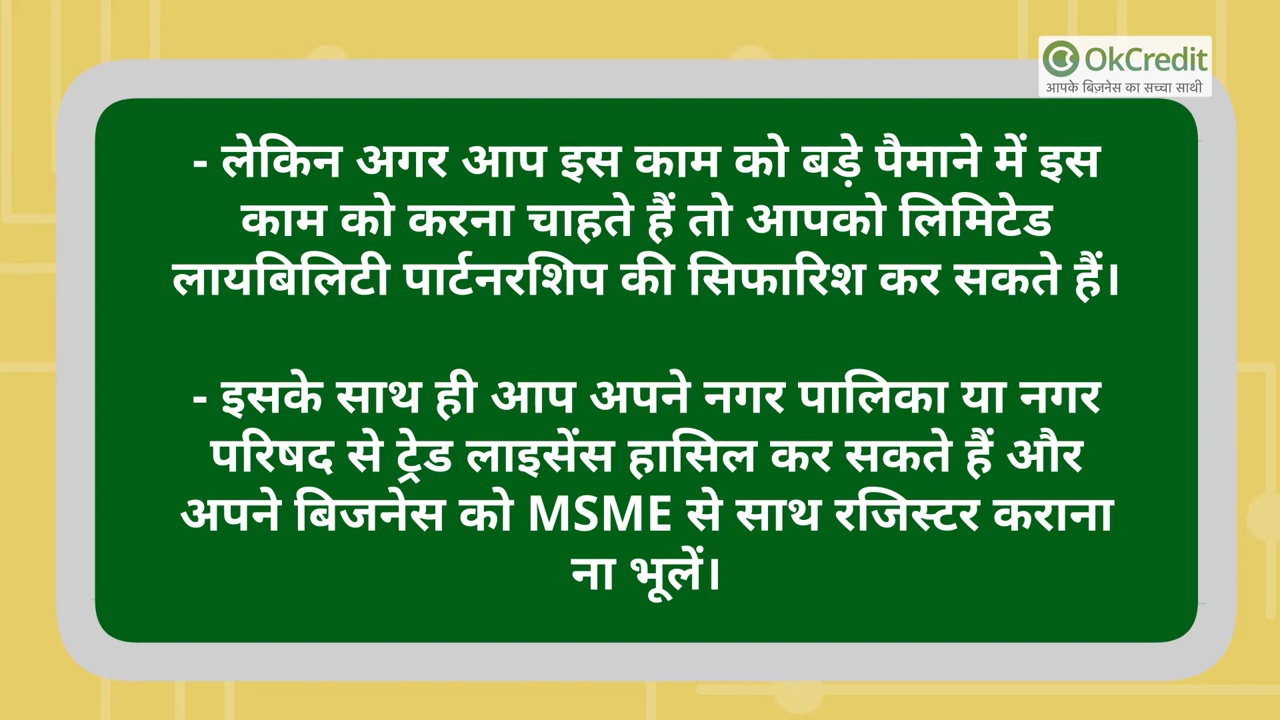 OkCredit
आपके बिज़नेस का सच्चा साथी
- लेकिन अगर आप इस काम को बड़े पैमाने में इस
काम को करना चाहते हैं तो आपको लिमिटेड
लायबिलिटी पार्टनरशिप की सिफारिश कर सकते हैं।
- इसके साथ ही आप अपने नगर पालिका या नगर
परिषद से ट्रेड लाइसेंस हासिल कर सकते हैं और
अपने बिजनेस को MSME से साथ रजिस्टर कराना
ना भूलें।